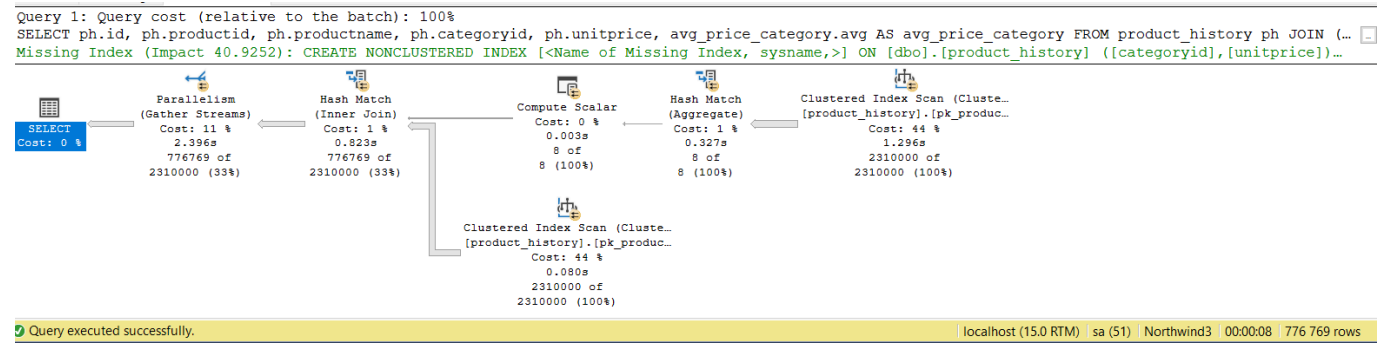 Query 1: Query cost (relative to the batch): 100%
SELECT ph.id, ph.productid, ph.productname, ph.categoryid, ph.unitprice, avg_price_category.avg AS avg_price_category FROM product_history ph JOIN (…
Missing Index (Impact 40.9252): CREATE NONCLUSTERED INDEX [<Name of Missing Index, sysname,>] ON [dbo].[product_history] ([categoryid],[unitprice])…
SELECT
Cost: 0 %
Parallelism
(Gather Streams)
Cost: 11 %
2.396s
776769 of
2310000 (33%)
Hash Match
(Inner Join)
Cost: 1 %
0.823s
776769 of
2310000 (33%)
Compute Scalar
Cost: 0 %
0.003s
8 of
8 (100%)
Hash Match
(Aggregate)
Cost: 1 %
0.327s
8 of
8 (100%)
Clustered Index Scan (Cluste…
[product_history].[pk_produc…
Cost: 44 %
1.296s
2310000 of
2310000 (100%)
Clustered Index Scan (Cluste…
[product_history].[pk_produc…
Cost: 44 %
0.080s
2310000 of
2310000 (100%)
Query executed successfully.
localhost (15.0 RTM)
sa (51)
Northwind3
00:00:08
776 769 rows